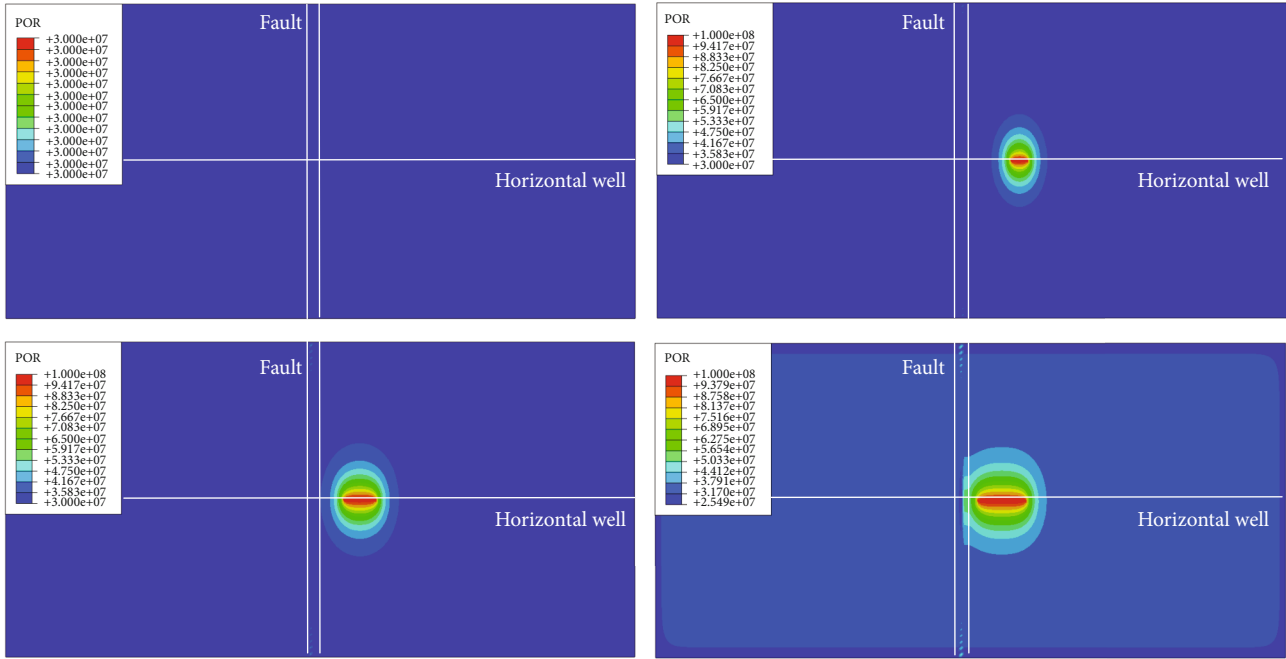 POR
+3.000e+07
+3.000e+07
+3.000e+07
+3.000e+07
+3.000e+07
+3.000e+07
+3.000e+07
+3.000e+07
+3.000e+07
+3.000e+07
+3.000e+07
+3.000e+07
+3.000e+07
Fault
Horizontal well
POR
+1.000e+08
+9.417e+07
+8.833e+07
+8.250e+07
+7.667e+07
+7.083e+07
+6.500e+07
+5.917e+07
+5.333e+07
+4.750e+07
+4.167e+07
+3.583e+07
+3.000e+07
Fault
Horizontal well
POR
+1.000e+08
+9.417e+07
+8.833e+07
+8.250e+07
+7.667e+07
+7.083e+07
+6.500e+07
+5.917e+07
+5.333e+07
+4.750e+07
+4.167e+07
+3.583e+07
+3.000e+07
Fault
Horizontal well
POR
+1.000e+08
+9.379e+07
+8.758e+07
+8.137e+07
+7.516e+07
+6.895e+07
+6.275e+07
+5.654e+07
+5.033e+07
+4.412e+07
+3.791e+07
+3.170e+07
+2.549e+07
Fault
Horizontal well